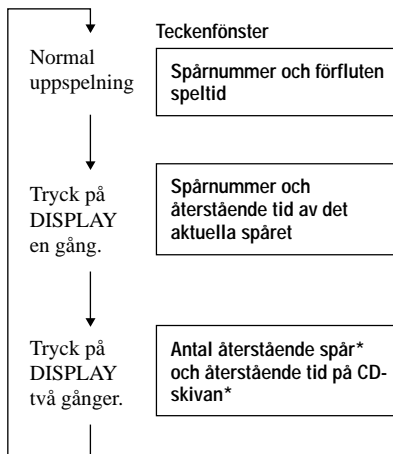 Teckenfönster
Normal
uppspelning
Spårnummer och förfluten
speltid
Tryck på
DISPLAY
en gång.
Spårnummer och
återstående tid av det
aktuella spåret
Tryck på
DISPLAY
två gånger.
Antal återstående spår*
och återstående tid på CD-
skivan*